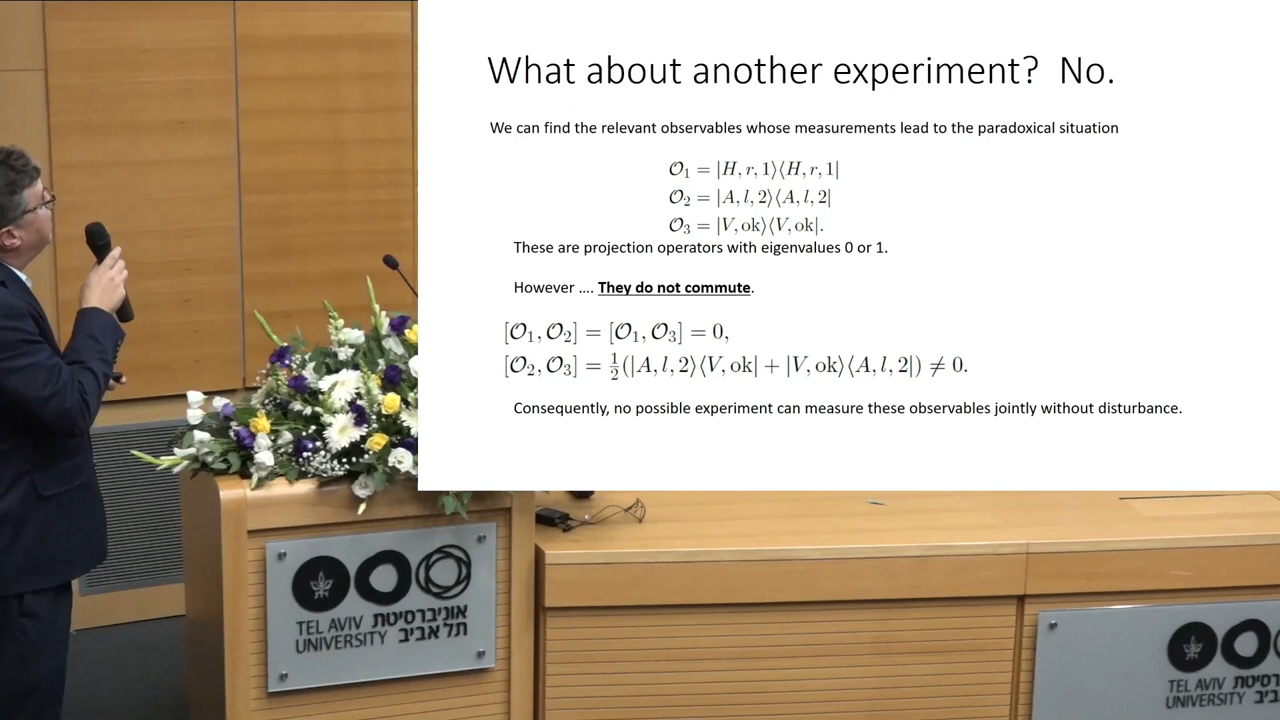 What about another experiment? No.
We can find the relevant observables whose measurements lead to the paradoxical situation
𝒪₁ = |H, r, 1⟩⟨H, r, 1|
𝒪₂ = |A, l, 2⟩⟨A, l, 2|
𝒪₃ = |V, ok⟩⟨V, ok|.
These are projection operators with eigenvalues 0 or 1.
However .... They do not commute.
[𝒪₁, 𝒪₂] = [𝒪₁, 𝒪₃] = 0,
[𝒪₂, 𝒪₃] = ½(|A, l, 2⟩⟨V, ok| + |V, ok⟩⟨A, l, 2|) ≠ 0.
Consequently, no possible experiment can measure these observables jointly without disturbance.
TEL AVIV אוניברסיטת
UNIVERSITY תל אביב
TEL AVIV
UNIVERSITY